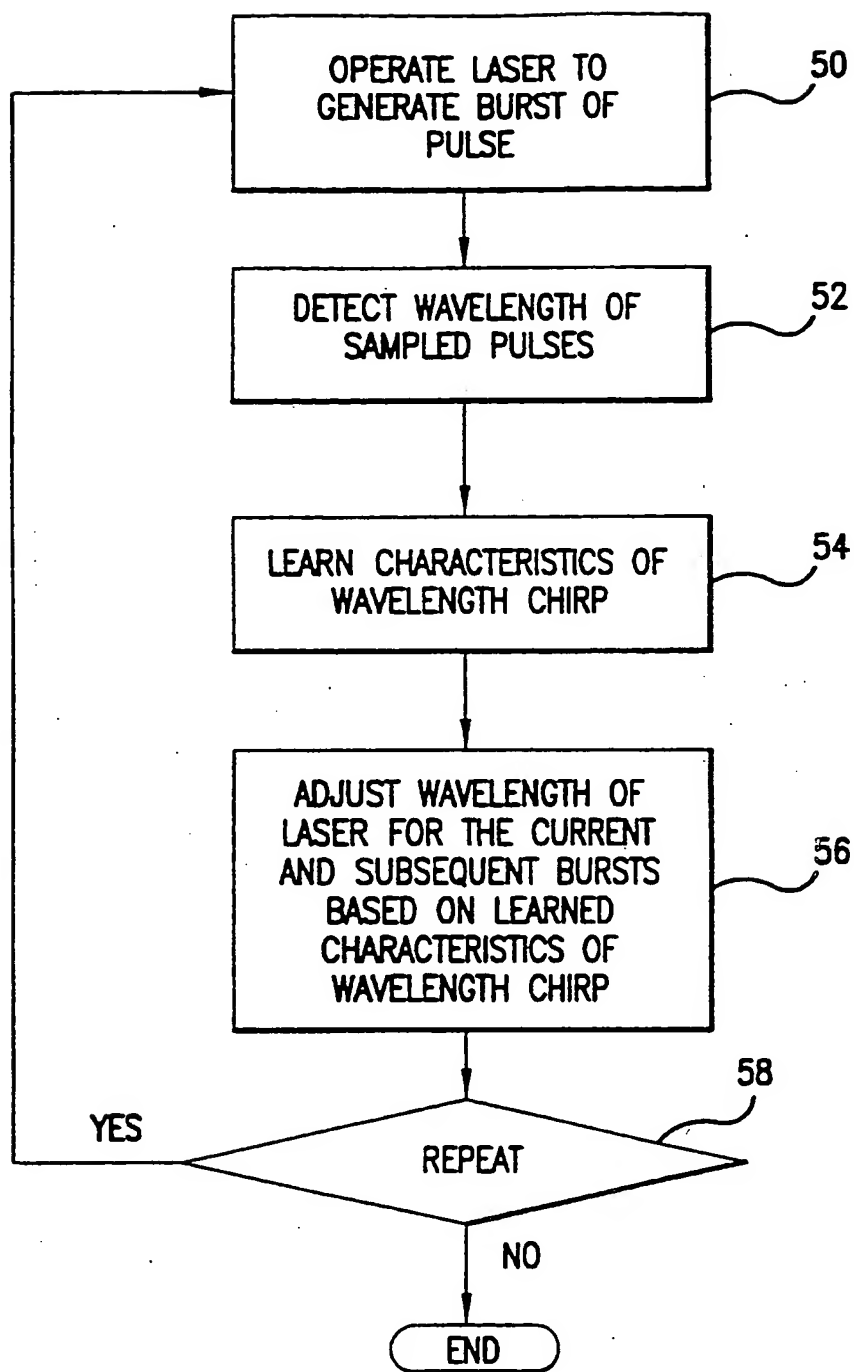 OPERATE LASER TO
GENERATE BURST OF
PULSE
50
DETECT WAVELENGTH OF
SAMPLED PULSES
52
LEARN CHARACTERISTICS OF
WAVELENGTH CHIRP
54
ADJUST WAVELENGTH OF
LASER FOR THE CURRENT
AND SUBSEQUENT BURSTS
BASED ON LEARNED
CHARACTERISTICS OF
WAVELENGTH CHIRP
56
58
YES
REPEAT
NO
END